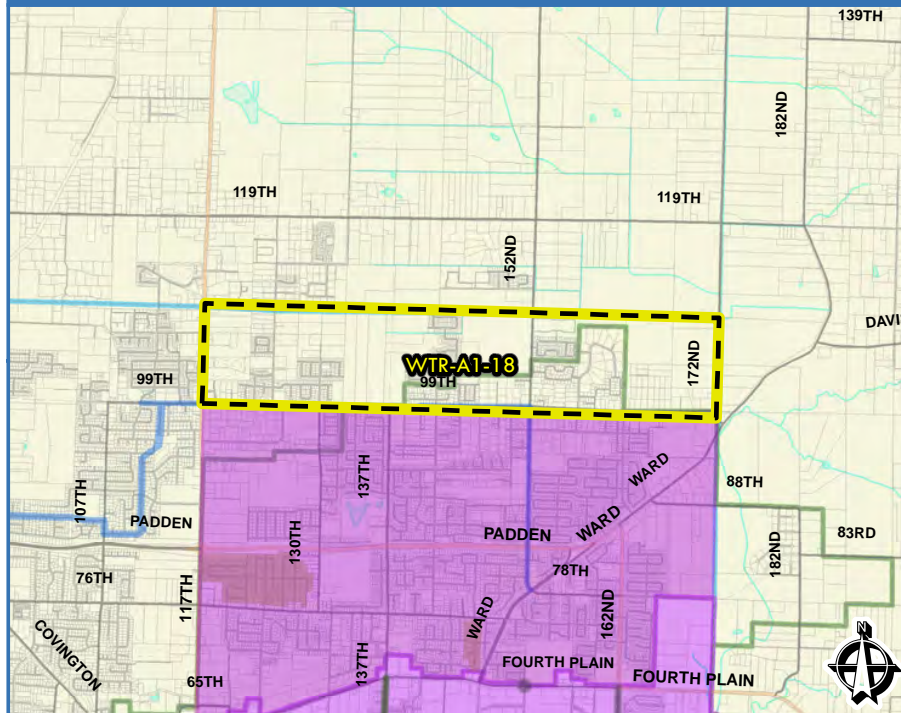 139TH
182ND
119TH
119TH
152ND
DAVI
WTR-A1-18
172ND
99TH
99TH
WARD
88TH
107TH
137TH
WARD
PADDEN
PADDEN
83RD
130TH
182ND
76TH
78TH
117TH
WARD
162ND
COVINGTON
137TH
FOURTH PLAIN
65TH
FOURTH PLAIN
N